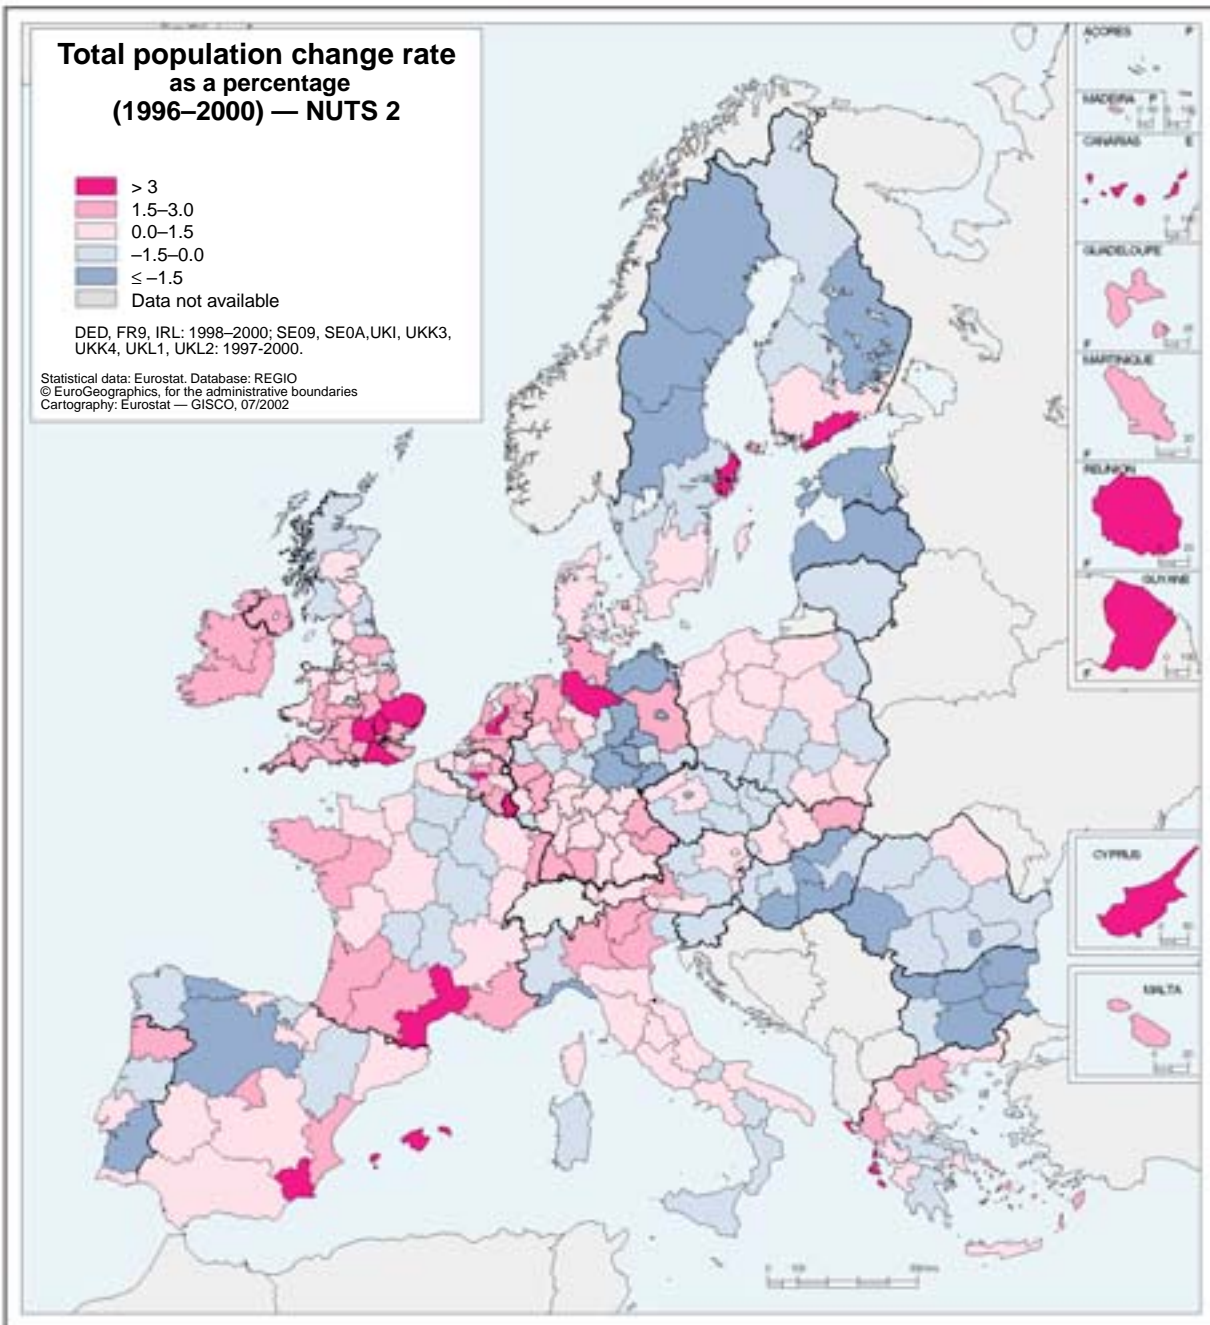 Total population change rate
as a percentage
(1996–2000) — NUTS 2
> 3
1.5–3.0
0.0–1.5
–1.5–0.0
≤ –1.5
Data not available
DED, FR9, IRL: 1998–2000; SE09, SE0A,UKI, UKK3,
UKK4, UKL1, UKL2: 1997-2000.
Statistical data: Eurostat. Database: REGIO
© EuroGeographics, for the administrative boundaries
Cartography: Eurostat — GISCO, 07/2002
AÇORES P
MADEIRA P
CANARIAS E
GUADELOUPE
F
MARTINIQUE
F
REUNION
F
GUYANE
F
CYPRUS
MALTA